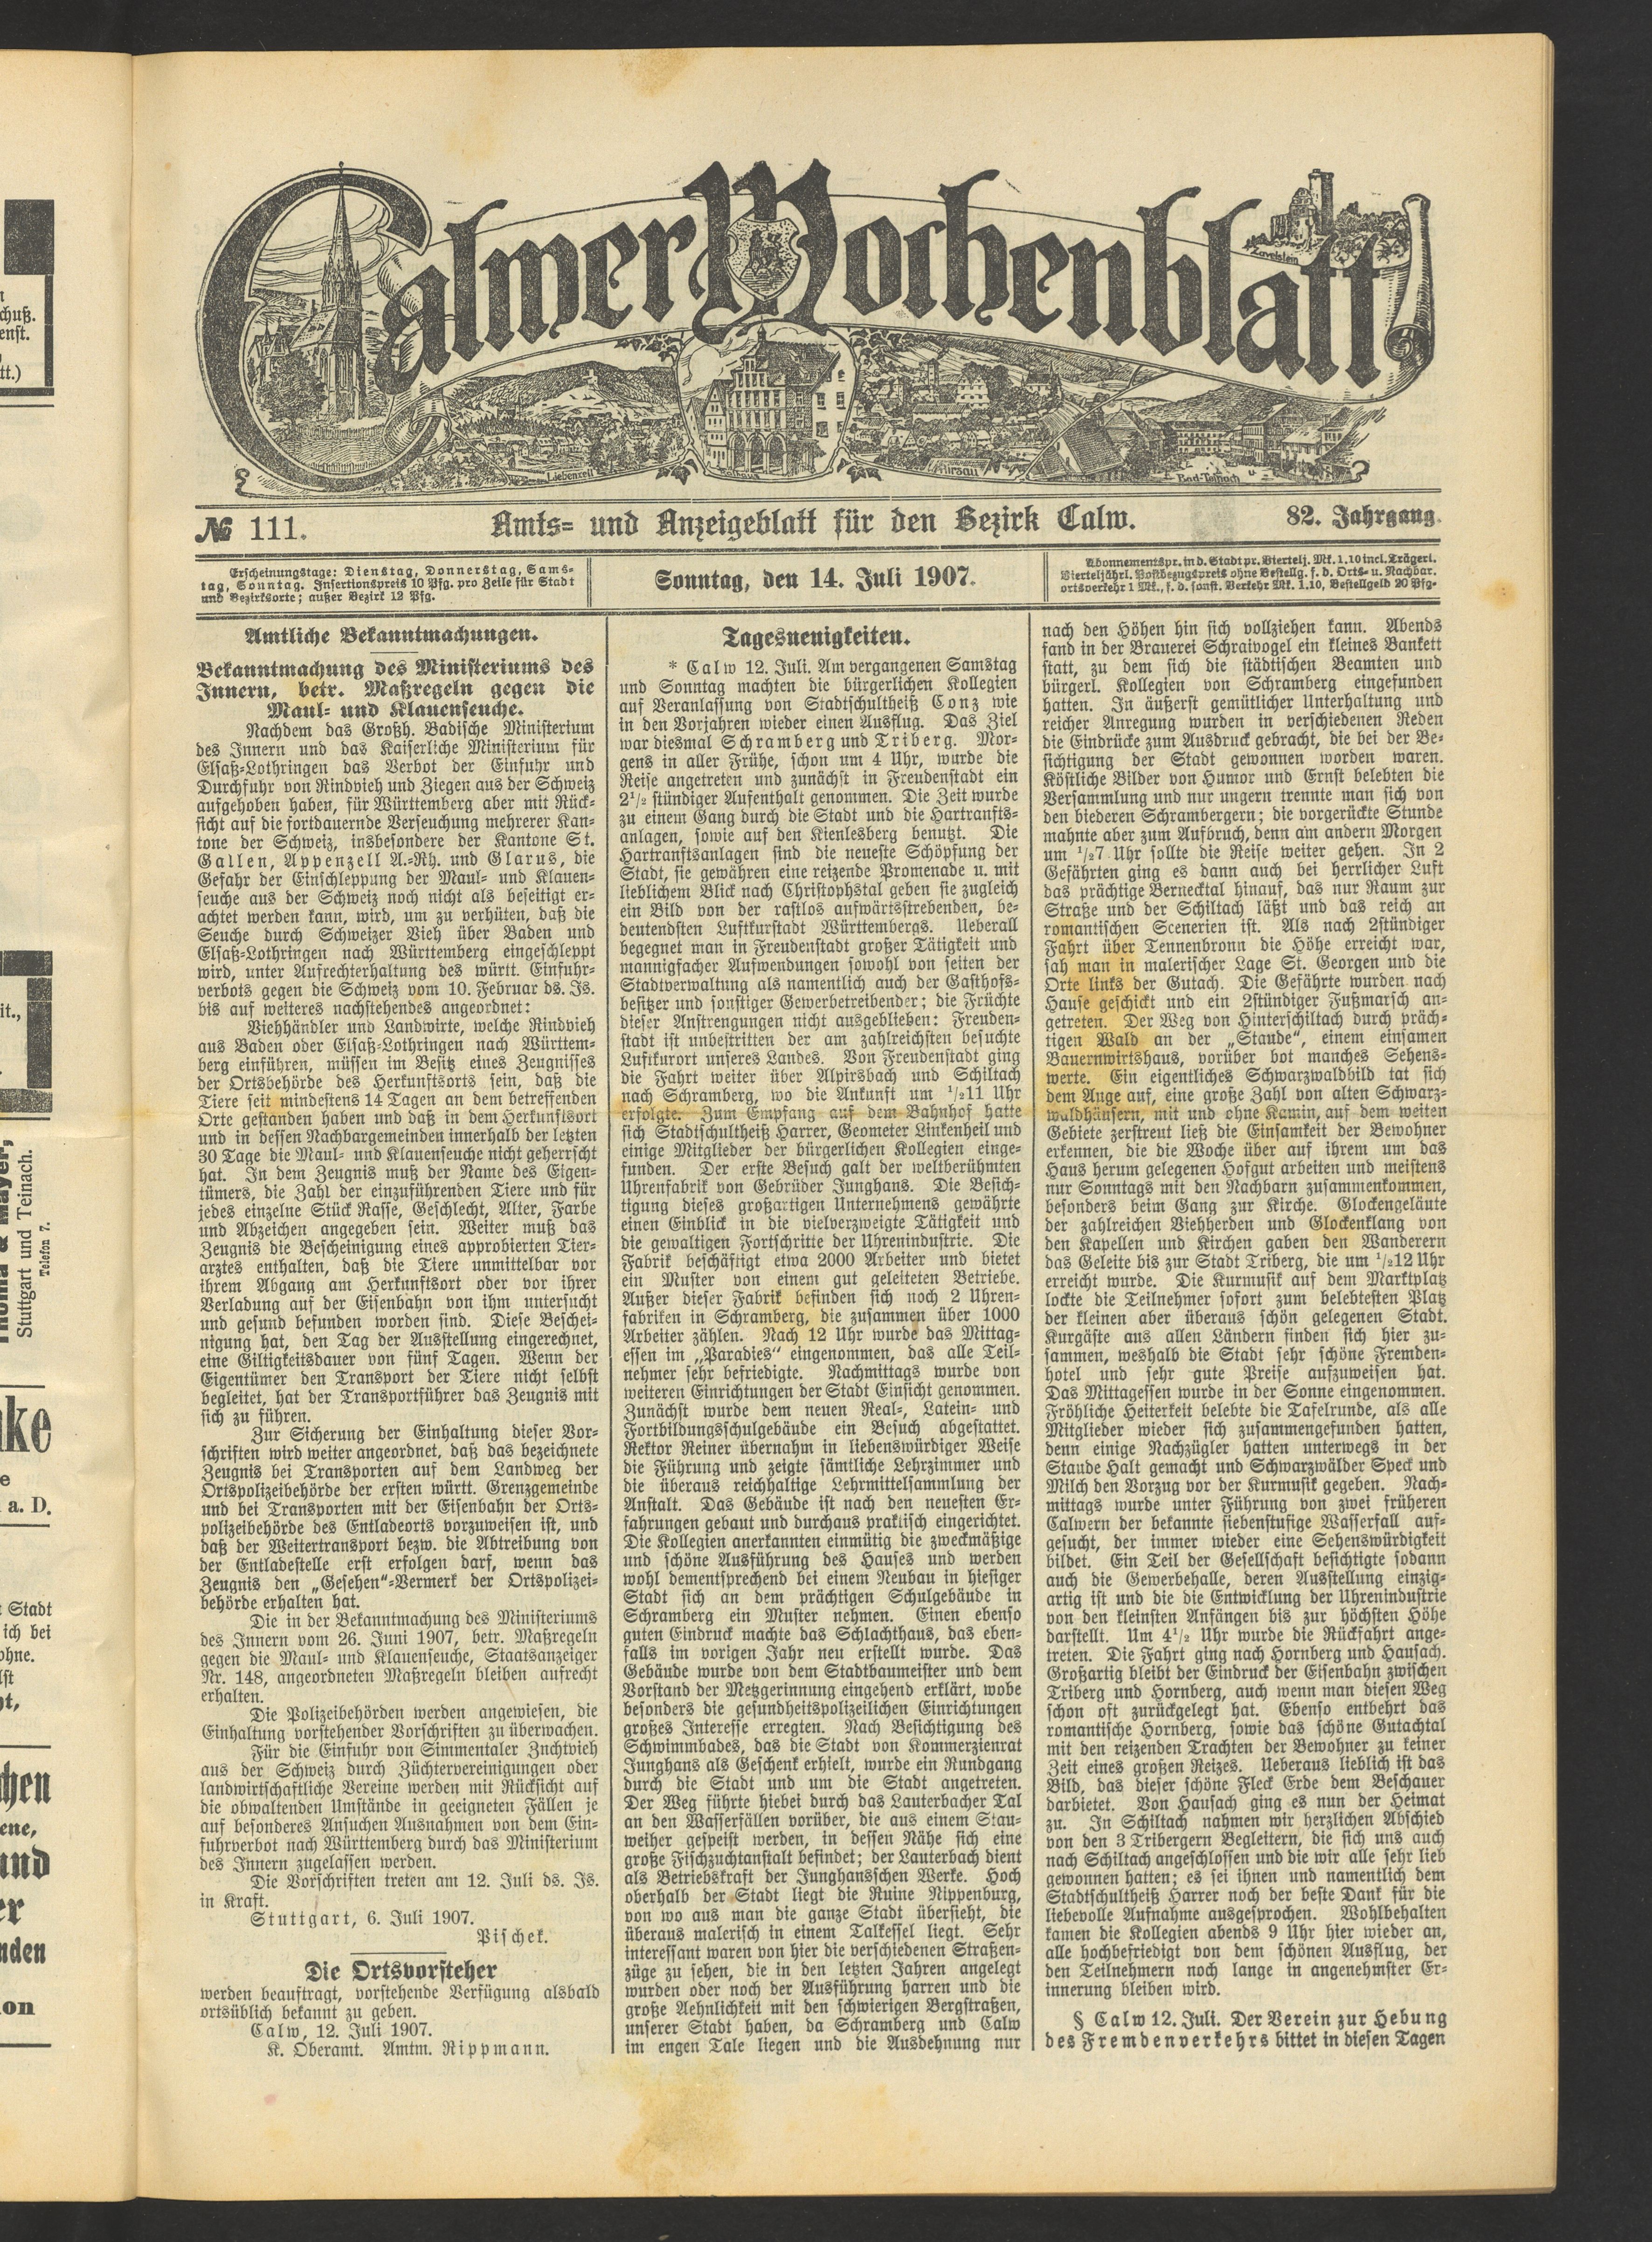 Calwer Wochenblatt
Zavelstein
Liebenzell
Hirsau
Bad-Teinach
№ 111.
Amts- und Anzeigeblatt für den Bezirk Calw.
82. Jahrgang.
Erscheinungstage: Dienstag, Donnerstag, Sams-
tag, Sonntag. Insertionspreis 10 Pfg. pro Zeile für Stadt
und Bezirksorte; außer Bezirk 12 Pfg.
Sonntag, den 14. Juli 1907.
Abonnementspr. in d. Stadt pr. Viertelj. Mk. 1.10 incl. Trägerl.
Vierteljährl. Postbezugspreis ohne Bestellg. f. d. Orts- u. Nachbar.
ortsverkehr 1 Mk., f. d. sonst. Verkehr Mk. 1.10, Bestellgeld 20 Pfg.
Amtliche Bekanntmachungen.
Bekanntmachung des Ministeriums des
Innern, betr. Maßregeln gegen die
Maul- und Klauenseuche.
Nachdem das Großh. Badische Ministerium
des Innern und das Kaiserliche Ministerium für
Elsaß-Lothringen das Verbot der Einfuhr und
Durchfuhr von Rindvieh und Ziegen aus der Schweiz
aufgehoben haben, für Württemberg aber mit Rück-
sicht auf die fortdauernde Verseuchung mehrerer Kan-
tone der Schweiz, insbesondere der Kantone St.
Gallen, Appenzell A.-Rh. und Glarus, die
Gefahr der Einschleppung der Maul- und Klauen-
seuche aus der Schweiz noch nicht als beseitigt er-
achtet werden kann, wird, um zu verhüten, daß die
Seuche durch Schweizer Vieh über Baden und
Elsaß-Lothringen nach Württemberg eingeschleppt
wird, unter Aufrechterhaltung des württ. Einfuhr-
verbots gegen die Schweiz vom 10. Februar ds. Js.
bis auf weiteres nachstehendes angeordnet:
Viehhändler und Landwirte, welche Rindvieh
aus Baden oder Elsaß-Lothringen nach Württem-
berg einführen, müssen im Besitz eines Zeugnisses
der Ortsbehörde des Herkunftsorts sein, daß die
Tiere seit mindestens 14 Tagen an dem betreffenden
Orte gestanden haben und daß in dem Herkunftsort
und in dessen Nachbargemeinden innerhalb der letzten
30 Tage die Maul- und Klauenseuche nicht geherrscht
hat. In dem Zeugnis muß der Name des Eigen-
tümers, die Zahl der einzuführenden Tiere und für
jedes einzelne Stück Rasse, Geschlecht, Alter, Farbe
und Abzeichen angegeben sein. Weiter muß das
Zeugnis die Bescheinigung eines approbierten Tier-
arztes enthalten, daß die Tiere unmittelbar vor
ihrem Abgang am Herkunftsort oder vor ihrer
Verladung auf der Eisenbahn von ihm untersucht
und gesund befunden worden sind. Diese Beschei-
nigung hat, den Tag der Ausstellung eingerechnet,
eine Giltigkeitsdauer von fünf Tagen. Wenn der
Eigentümer den Transport der Tiere nicht selbst
begleitet, hat der Transportführer das Zeugnis mit
sich zu führen.
Zur Sicherung der Einhaltung dieser Vor-
schriften wird weiter angeordnet, daß das bezeichnete
Zeugnis bei Transporten auf dem Landweg der
Ortspolizeibehörde der ersten württ. Grenzgemeinde
und bei Transporten mit der Eisenbahn der Orts-
polizeibehörde des Entladeorts vorzuweisen ist, und
daß der Weitertransport bezw. die Abtreibung von
der Entladestelle erst erfolgen darf, wenn das
Zeugnis den „Gesehen“-Vermerk der Ortspolizei-
behörde erhalten hat.
Die in der Bekanntmachung des Ministeriums
des Innern vom 26. Juni 1907, betr. Maßregeln
gegen die Maul- und Klauenseuche, Staatsanzeiger
Nr. 148, angeordneten Maßregeln bleiben aufrecht
erhalten.
Die Polizeibehörden werden angewiesen, die
Einhaltung vorstehender Vorschriften zu überwachen.
Für die Einfuhr von Simmentaler Zuchtvieh
aus der Schweiz durch Züchtervereinigungen oder
landwirtschaftliche Vereine werden mit Rücksicht auf
die obwaltenden Umstände in geeigneten Fällen je
auf besonderes Ansuchen Ausnahmen von dem Ein-
fuhrverbot nach Württemberg durch das Ministerium
des Innern zugelassen werden.
Die Vorschriften treten am 12. Juli ds. Js.
in Kraft.
Stuttgart, 6. Juli 1907.
Pischek.
Die Ortsvorsteher
werden beauftragt, vorstehende Verfügung alsbald
ortsüblich bekannt zu geben.
Calw, 12. Juli 1907.
K. Oberamt. Amtm. Rippmann.
Tagesneuigkeiten.
* Calw 12. Juli. Am vergangenen Samstag
und Sonntag machten die bürgerlichen Kollegien
auf Veranlassung von Stadtschultheiß Conz wie
in den Vorjahren wieder einen Ausflug. Das Ziel
war diesmal Schramberg und Triberg. Mor-
gens in aller Frühe, schon um 4 Uhr, wurde die
Reise angetreten und zunächst in Freudenstadt ein
2½ stündiger Aufenthalt genommen. Die Zeit wurde
zu einem Gang durch die Stadt und die Hartranfts-
anlagen, sowie auf den Kienlesberg benutzt. Die
Hartranftsanlagen sind die neueste Schöpfung der
Stadt, sie gewähren eine reizende Promenade u. mit
lieblichem Blick nach Christophstal geben sie zugleich
ein Bild von der rastlos aufwärtsstrebenden, be-
deutendsten Luftkurstadt Württembergs. Ueberall
begegnet man in Freudenstadt großer Tätigkeit und
mannigfacher Aufwendungen sowohl von seiten der
Stadtverwaltung als namentlich auch der Gasthofs-
besitzer und sonstiger Gewerbetreibender; die Früchte
dieser Anstrengungen nicht ausgeblieben: Freuden-
stadt ist unbestritten der am zahlreichsten besuchte
Luftkurort unseres Landes. Von Freudenstadt ging
die Fahrt weiter über Alpirsbach und Schiltach
nach Schramberg, wo die Ankunft um ½11 Uhr
erfolgte. Zum Empfang auf dem Bahnhof hatte
sich Stadtschultheiß Harrer, Geometer Linkenheil und
einige Mitglieder der bürgerlichen Kollegien einge-
funden. Der erste Besuch galt der weltberühmten
Uhrenfabrik von Gebrüder Junghans. Die Besich-
tigung dieses großartigen Unternehmens gewährte
einen Einblick in die vielverzweigte Tätigkeit und
die gewaltigen Fortschritte der Uhrenindustrie. Die
Fabrik beschäftigt etwa 2000 Arbeiter und bietet
ein Muster von einem gut geleiteten Betriebe.
Außer dieser Fabrik befinden sich noch 2 Uhren-
fabriken in Schramberg, die zusammen über 1000
Arbeiter zählen. Nach 12 Uhr wurde das Mittag-
essen im „Paradies“ eingenommen, das alle Teil-
nehmer sehr befriedigte. Nachmittags wurde von
weiteren Einrichtungen der Stadt Einsicht genommen.
Zunächst wurde dem neuen Real-, Latein- und
Fortbildungsschulgebäude ein Besuch abgestattet.
Rektor Reiner übernahm in liebenswürdiger Weise
die Führung und zeigte sämtliche Lehrzimmer und
die überaus reichhaltige Lehrmittelsammlung der
Anstalt. Das Gebäude ist nach den neuesten Er-
fahrungen gebaut und durchaus praktisch eingerichtet.
Die Kollegien anerkannten einmütig die zweckmäßige
und schöne Ausführung des Hauses und werden
wohl dementsprechend bei einem Neubau in hiesiger
Stadt sich an dem prächtigen Schulgebäude in
Schramberg ein Muster nehmen. Einen ebenso
guten Eindruck machte das Schlachthaus, das eben-
falls im vorigen Jahr neu erstellt wurde. Das
Gebäude wurde von dem Stadtbaumeister und dem
Vorstand der Metzgerinnung eingehend erklärt, wobe
besonders die gesundheitspolizeilichen Einrichtungen
großes Interesse erregten. Nach Besichtigung des
Schwimmbades, das die Stadt von Kommerzienrat
Junghans als Geschenk erhielt, wurde ein Rundgang
durch die Stadt und um die Stadt angetreten.
Der Weg führte hiebei durch das Lauterbacher Tal
an den Wasserfällen vorüber, die aus einem Stau-
weiher gespeist werden, in dessen Nähe sich eine
große Fischzuchtanstalt befindet; der Lauterbach dient
als Betriebskraft der Junghansschen Werke. Hoch
oberhalb der Stadt liegt die Ruine Nippenburg,
von wo aus man die ganze Stadt übersieht, die
überaus malerisch in einem Talkessel liegt. Sehr
interessant waren von hier die verschiedenen Straßen-
züge zu sehen, die in den letzten Jahren angelegt
wurden oder noch der Ausführung harren und die
große Aehnlichkeit mit den schwierigen Bergstraßen,
unserer Stadt haben, da Schramberg und Calw
im engen Tale liegen und die Ausdehnung nur
nach den Höhen hin sich vollziehen kann. Abends
fand in der Brauerei Schraivogel ein kleines Bankett
statt, zu dem sich die städtischen Beamten und
bürgerl. Kollegien von Schramberg eingefunden
hatten. In äußerst gemütlicher Unterhaltung und
reicher Anregung wurden in verschiedenen Reden
die Eindrücke zum Ausdruck gebracht, die bei der Be-
sichtigung der Stadt gewonnen worden waren.
Köstliche Bilder von Humor und Ernst belebten die
Versammlung und nur ungern trennte man sich von
den biederen Schrambergern; die vorgerückte Stunde
mahnte aber zum Aufbruch, denn am andern Morgen
um ½7 Uhr sollte die Reise weiter gehen. In 2
Gefährten ging es dann auch bei herrlicher Luft
das prächtige Bernecktal hinauf, das nur Raum zur
Straße und der Schiltach läßt und das reich an
romantischen Scenerien ist. Als nach 2stündiger
Fahrt über Tennenbronn die Höhe erreicht war,
sah man in malerischer Lage St. Georgen und die
Orte links der Gutach. Die Gefährte wurden nach
Hause geschickt und ein 2stündiger Fußmarsch an-
getreten. Der Weg von Hinterschiltach durch präch-
tigen Wald an der „Staude“, einem einsamen
Bauernwirtshaus, vorüber bot manches Sehens-
werte. Ein eigentliches Schwarzwaldbild tat sich
dem Auge auf, eine große Zahl von alten Schwarz-
waldhäusern, mit und ohne Kamin, auf dem weiten
Gebiete zerstreut ließ die Einsamkeit der Bewohner
erkennen, die die Woche über auf ihrem um das
Haus herum gelegenen Hofgut arbeiten und meistens
nur Sonntags mit den Nachbarn zusammenkommen,
besonders beim Gang zur Kirche. Glockengeläute
der zahlreichen Viehherden und Glockenklang von
den Kapellen und Kirchen gaben den Wanderern
das Geleite bis zur Stadt Triberg, die um ½12 Uhr
erreicht wurde. Die Kurmusik auf dem Marktplatz
lockte die Teilnehmer sofort zum belebtesten Platz
der kleinen aber überaus schön gelegenen Stadt.
Kurgäste aus allen Ländern finden sich hier zu-
sammen, weshalb die Stadt sehr schöne Fremden-
hotel und sehr gute Preise aufzuweisen hat.
Das Mittagessen wurde in der Sonne eingenommen.
Fröhliche Heiterkeit belebte die Tafelrunde, als alle
Mitglieder wieder sich zusammengefunden hatten,
denn einige Nachzügler hatten unterwegs in der
Staude Halt gemacht und Schwarzwälder Speck und
Milch den Vorzug vor der Kurmusik gegeben. Nach-
mittags wurde unter Führung von zwei früheren
Calwern der bekannte siebenstufige Wasserfall auf-
gesucht, der immer wieder eine Sehenswürdigkeit
bildet. Ein Teil der Gesellschaft besichtigte sodann
auch die Gewerbehalle, deren Ausstellung einzig-
artig ist und die die Entwicklung der Uhrenindustrie
von den kleinsten Anfängen bis zur höchsten Höhe
darstellt. Um 4½ Uhr wurde die Rückfahrt ange-
treten. Die Fahrt ging nach Hornberg und Hausach.
Großartig bleibt der Eindruck der Eisenbahn zwischen
Triberg und Hornberg, auch wenn man diesen Weg
schon oft zurückgelegt hat. Ebenso entbehrt das
romantische Hornberg, sowie das schöne Gutachtal
mit den reizenden Trachten der Bewohner zu keiner
Zeit eines großen Reizes. Ueberaus lieblich ist das
Bild, das dieser schöne Fleck Erde dem Beschauer
darbietet. Von Hausach ging es nun der Heimat
zu. In Schiltach nahmen wir herzlichen Abschied
von den 3 Tribergern Begleitern, die sich uns auch
nach Schiltach angeschlossen und die wir alle sehr lieb
gewonnen hatten; es sei ihnen und namentlich dem
Stadtschultheiß Harrer noch der beste Dank für die
liebevolle Aufnahme ausgesprochen. Wohlbehalten
kamen die Kollegien abends 9 Uhr hier wieder an,
alle hochbefriedigt von dem schönen Ausflug, der
den Teilnehmern noch lange in angenehmster Er-
innerung bleiben wird.
§ Calw 12. Juli. Der Verein zur Hebung
des Fremdenverkehrs bittet in diesen Tagen